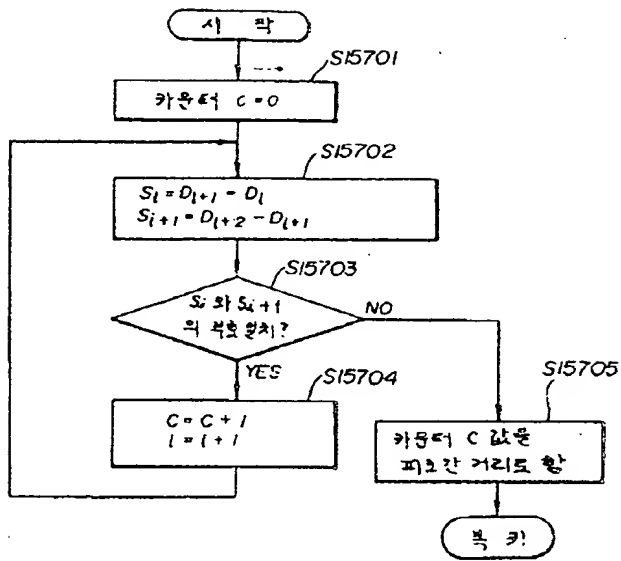 시 작
S15701
카운터 C = 0
S15702
Si = Di+1 - Di
Si+1 = Di+2 - Di+1
S15703
Si 와 Si+1
의 부호일치?
NO
YES
S15704
C = C + 1
i = i + 1
S15705
카운터 C 값을
피크간 거리로 함
복 귀